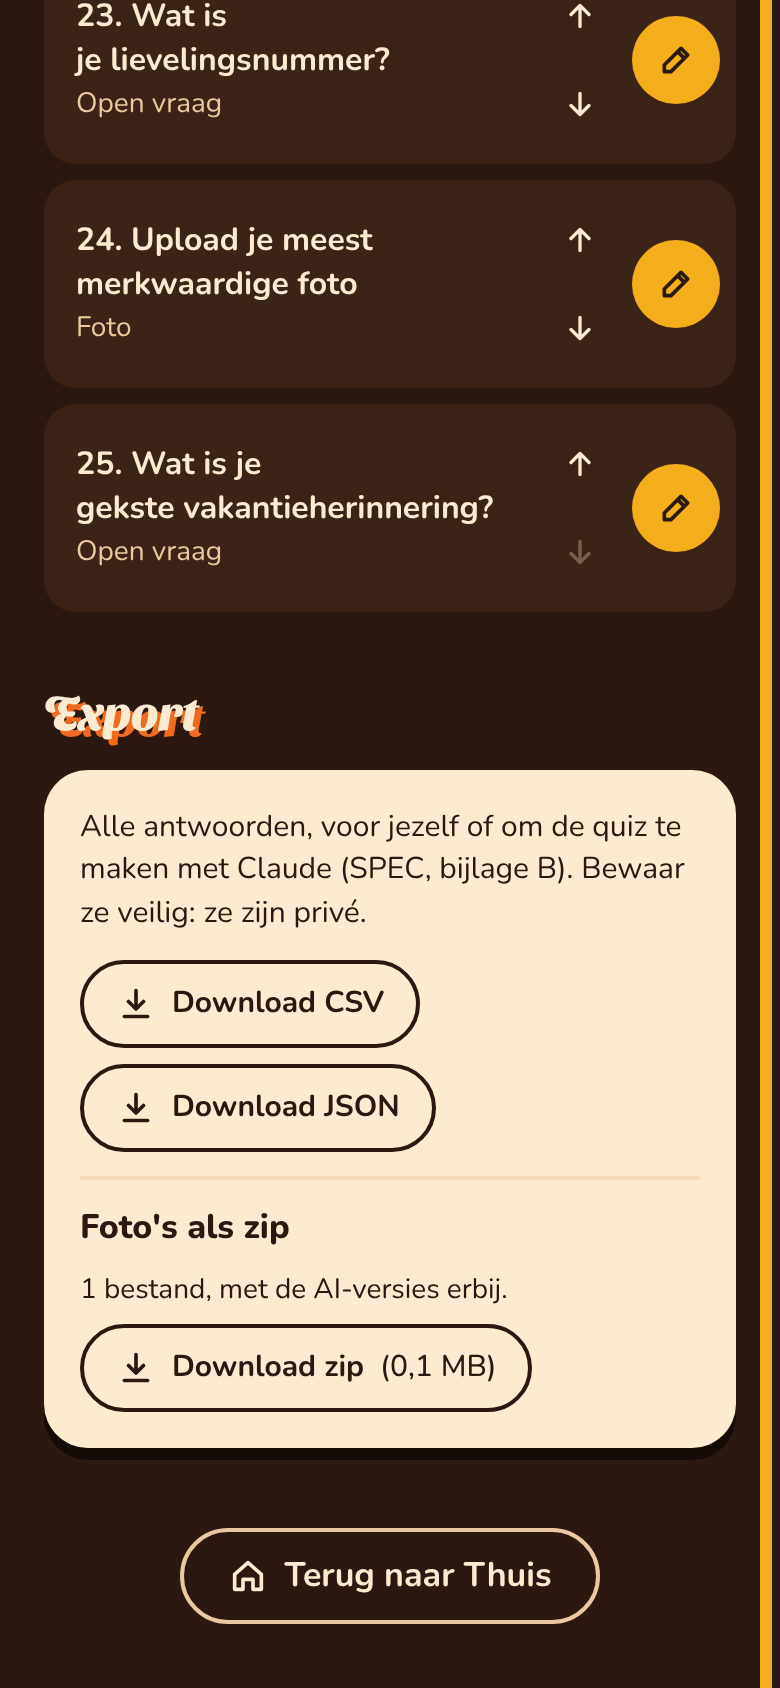 23. Wat is
je lievelingsnummer?
Open vraag
24. Upload je meest
merkwaardige foto
Foto
25. Wat is je
gekste vakantieherinnering?
Open vraag
Export
Alle antwoorden, voor jezelf of om de quiz te
maken met Claude (SPEC, bijlage B). Bewaar
ze veilig: ze zijn privé.
Download CSV
Download JSON
Foto's als zip
1 bestand, met de AI-versies erbij.
Download zip (0,1 MB)
Terug naar Thuis